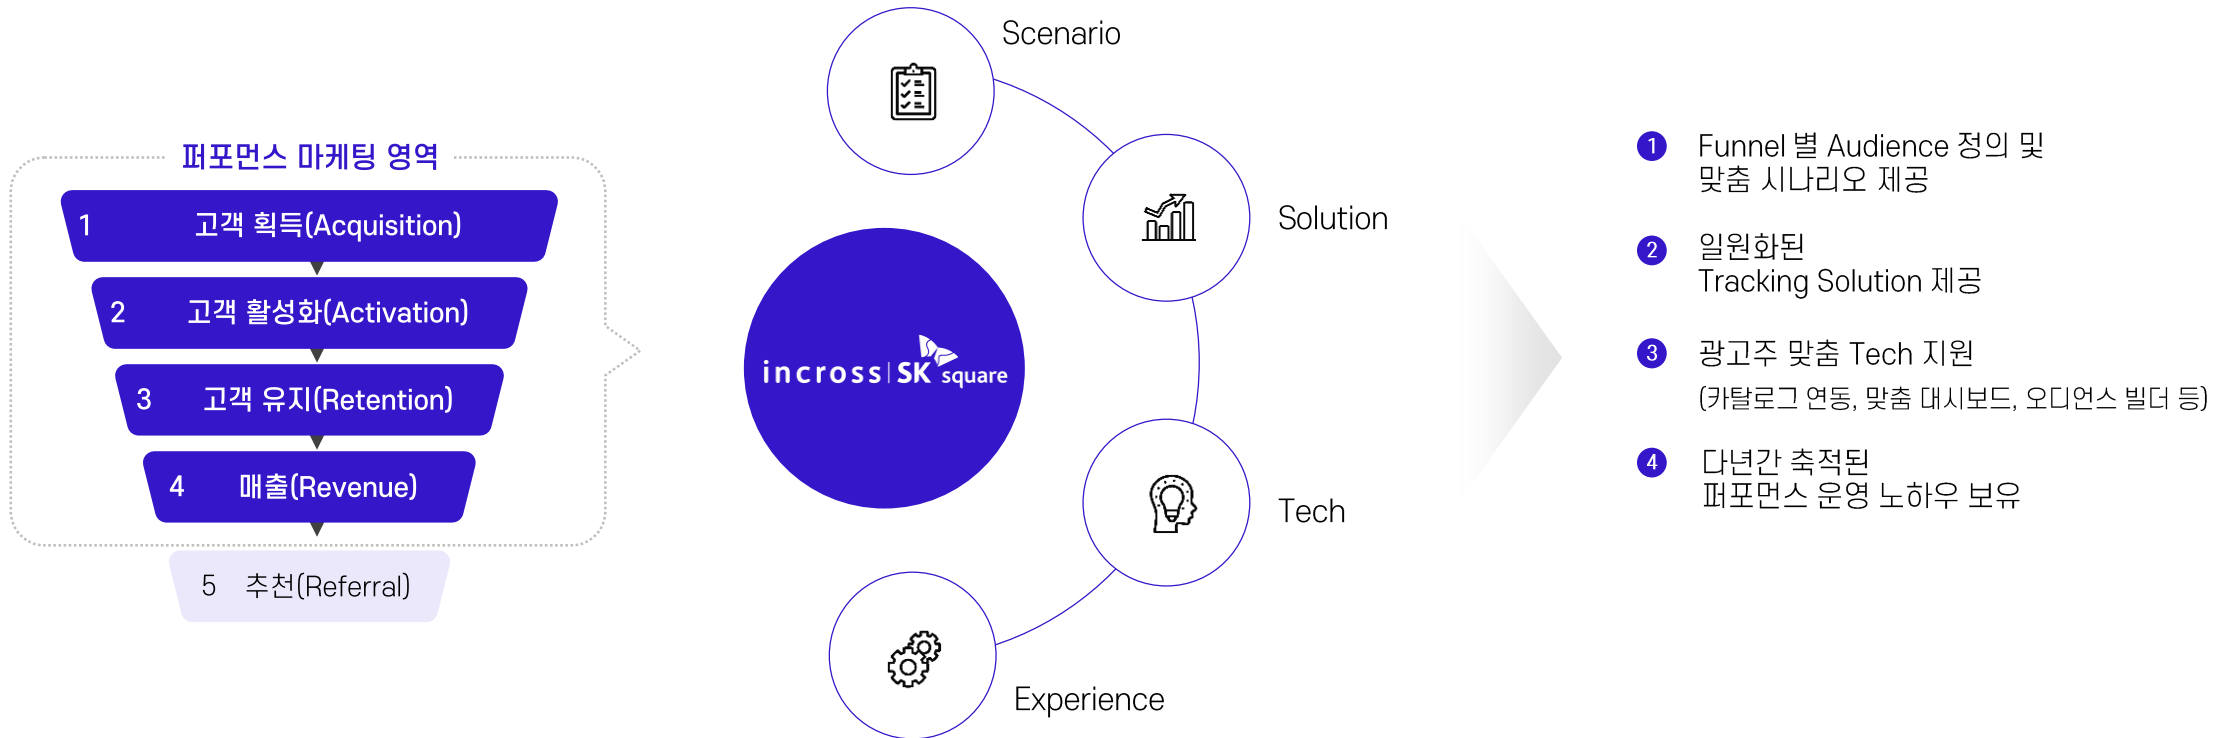 퍼포먼스 마케팅 영역
1 고객 획득(Acquisition)
2 고객 활성화(Activation)
3 고객 유지(Retention)
4 매출(Revenue)
5 추천(Referral)
Scenario
Solution
incross SK square
Tech
Experience
1 Funnel 별 Audience 정의 및
맞춤 시나리오 제공
2 일원화된
Tracking Solution 제공
3 광고주 맞춤 Tech 지원
(카탈로그 연동, 맞춤 대시보드, 오디언스 빌더 등)
4 다년간 축적된
퍼포먼스 운영 노하우 보유